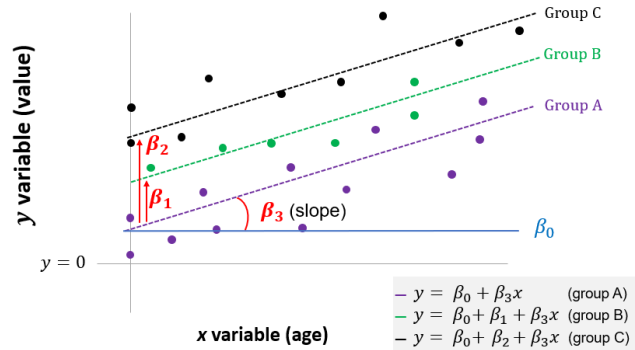 Group C
Group B
Group A
y variable (value)
β₂
β₁
β₃ (slope)
β₀
y = 0
x variable (age)
y = β₀ + β₃x (group A)
y = β₀ + β₁ + β₃x (group B)
y = β₀ + β₂ + β₃x (group C)